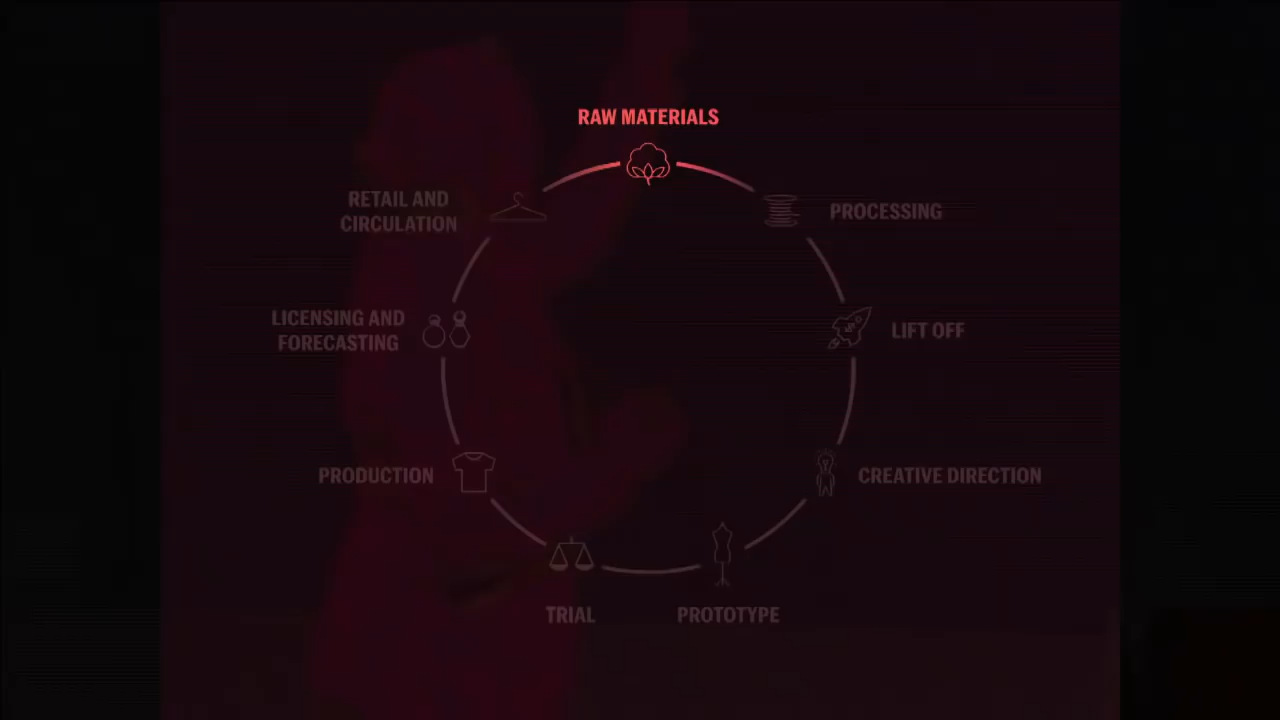 RAW MATERIALS
PROCESSING
LIFT OFF
CREATIVE DIRECTION
PROTOTYPE
TRIAL
PRODUCTION
LICENSING AND
FORECASTING
RETAIL AND
CIRCULATION